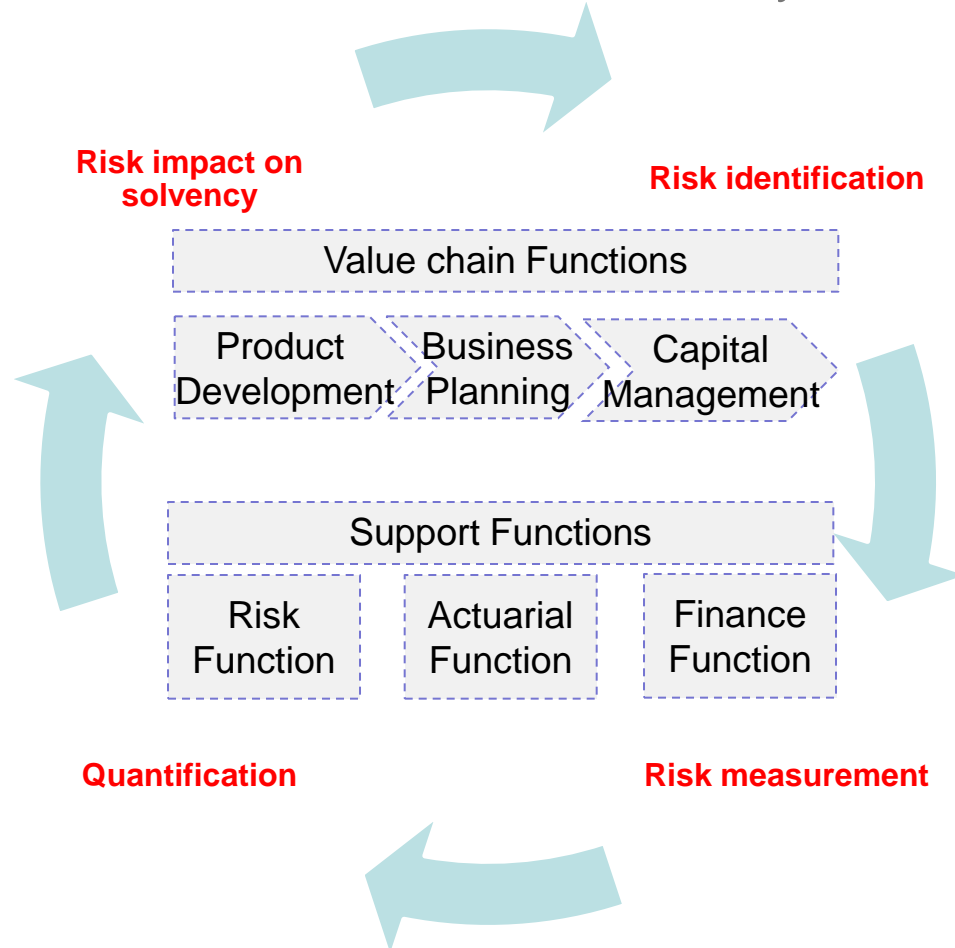 Risk impact on
solvency
Risk identification
Value chain Functions
Product
Development
Business
Planning
Capital
Management
Support Functions
Risk
Function
Actuarial
Function
Finance
Function
Quantification
Risk measurement